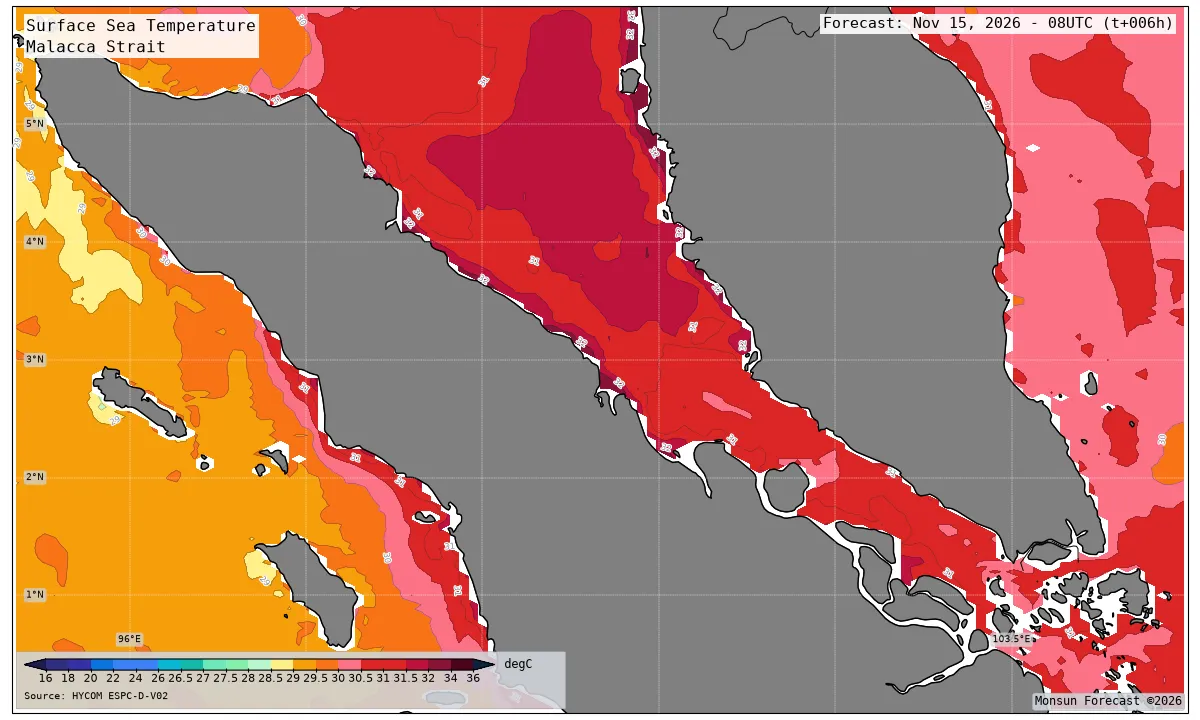 Surface Sea Temperature
Malacca Strait
Forecast: Nov 15, 2026 - 08UTC (t+006h)
5°N
4°N
3°N
2°N
1°N
96°E
103.5°E
degC
16 18 20 22 24 26 26.5 27 27.5 28 28.5 29 29.5 30 30.5 31 31.5 32 34 36
Source: HYCOM ESPC-D-V02
Monsun Forecast ©2026